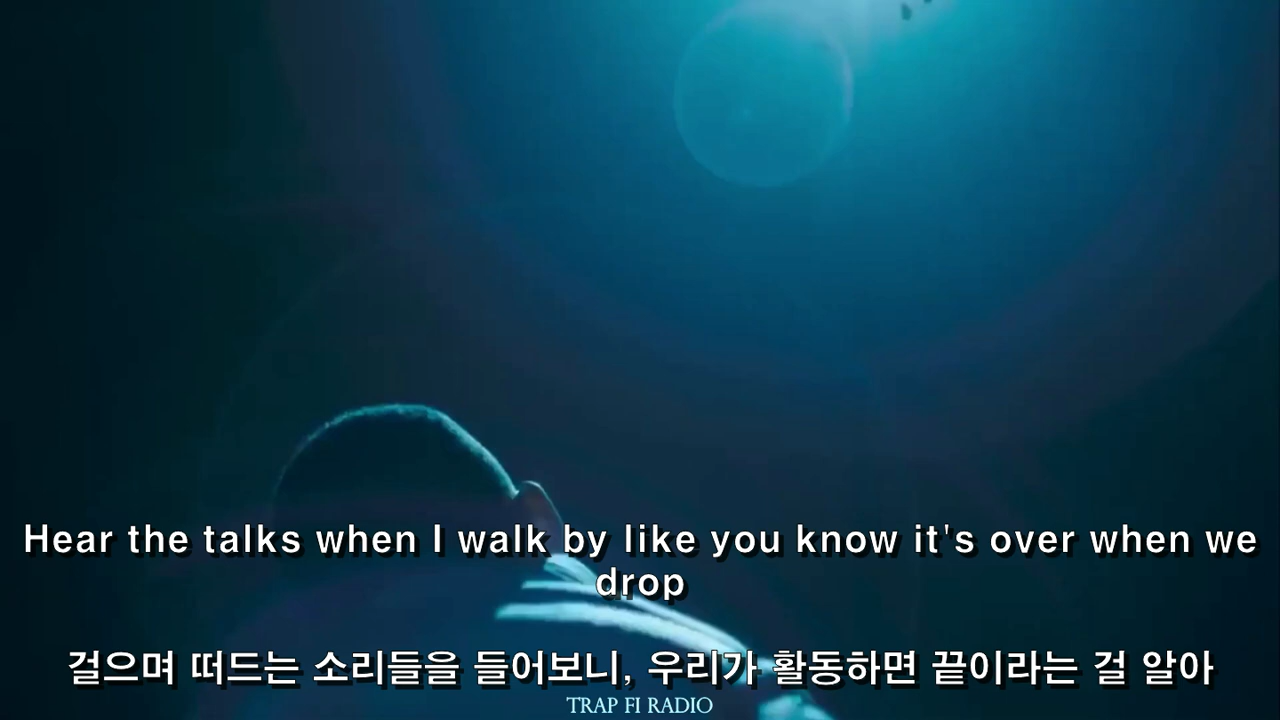 Hear the talks when I walk by like you know it's over when we
drop
걸으며 떠드는 소리들을 들어보니, 우리가 활동하면 끝이라는 걸 알아
TRAP FI RADIO